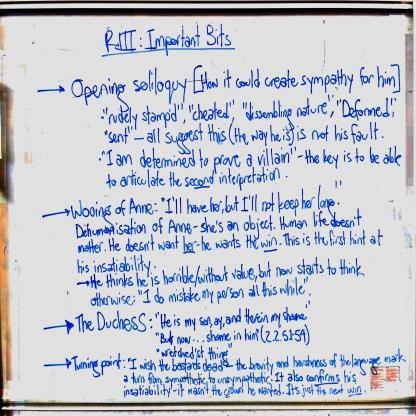 RIII: Important Bits
→ Opening soliloquy [How it could create sympathy for him]
• "rudely stamp'd", "cheated", "dissembling nature", "Deformed",
"sent" - all suggest this (the way he is) is not his fault.
• "I am determined to prove a villain" - the key is to be able
to articulate the second interpretation.
→ Wooing of Anne: "I'll have her, but I'll not keep her long."
Dehumanisation of Anne - she's an object. Human life doesn't
matter. He doesn't want her - he wants the win. This is the first hint at
his insatiability.
→ He thinks he is horrible/without value, but now starts to think
otherwise: "I do mistake my person all this while"
→ The Duchess: "He is my son, ay, and therein my shame
"But now... shame in him" (2.2.51-54)
"wretched'st thing"
→ Turning point: "I wish the bastards dead" - the brevity and harshness of the language mark
a turn from sympathetic to unsympathetic. It also confirms his
insatiability - it wasn't the crown he wanted. It's just the next win.